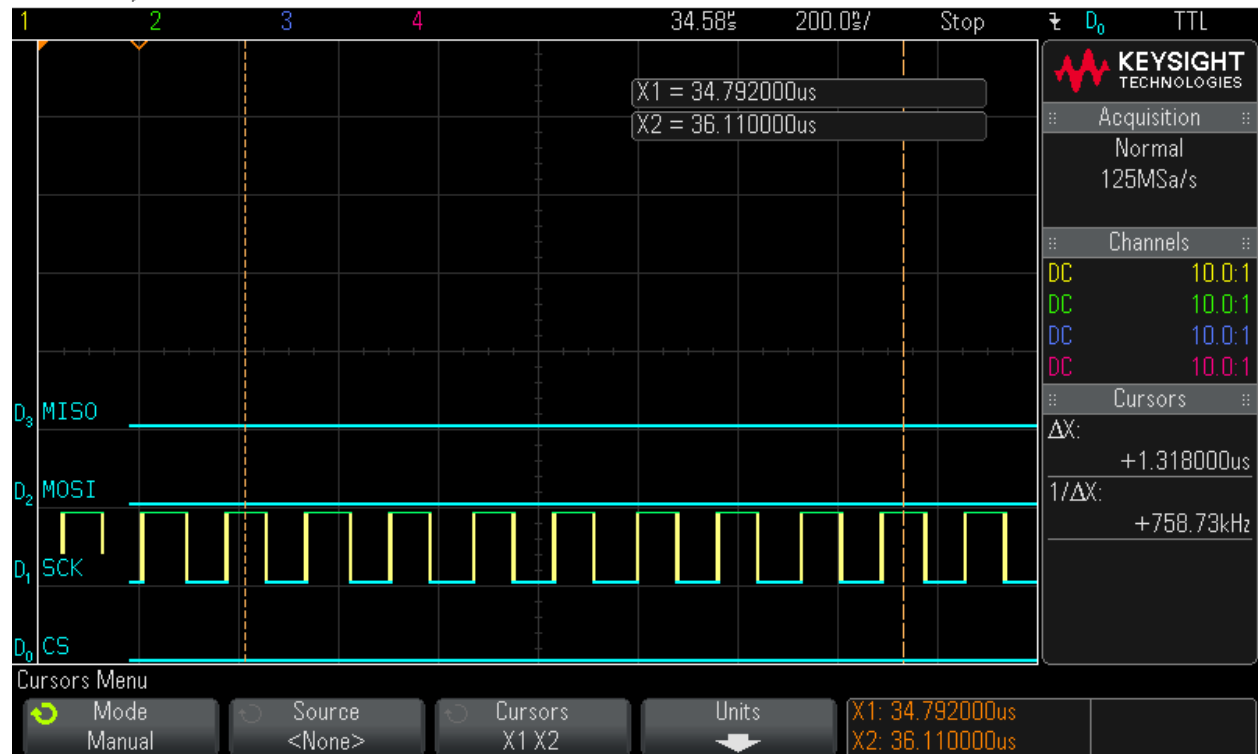 1 2 3 4 34.58µs 200.0ns/ Stop D0 TTL
X1 = 34.792000us
X2 = 36.110000us
D3 MISO
D2 MOSI
D1 SCK
D0 CS
KEYSIGHT
TECHNOLOGIES
Acquisition
Normal
125MSa/s
Channels
DC 10.0:1
DC 10.0:1
DC 10.0:1
DC 10.0:1
Cursors
ΔX:
+1.318000us
1/ΔX:
+758.73kHz
Cursors Menu
Mode
Manual
Source
<None>
Cursors
X1 X2
Units
X1: 34.792000us
X2: 36.110000us